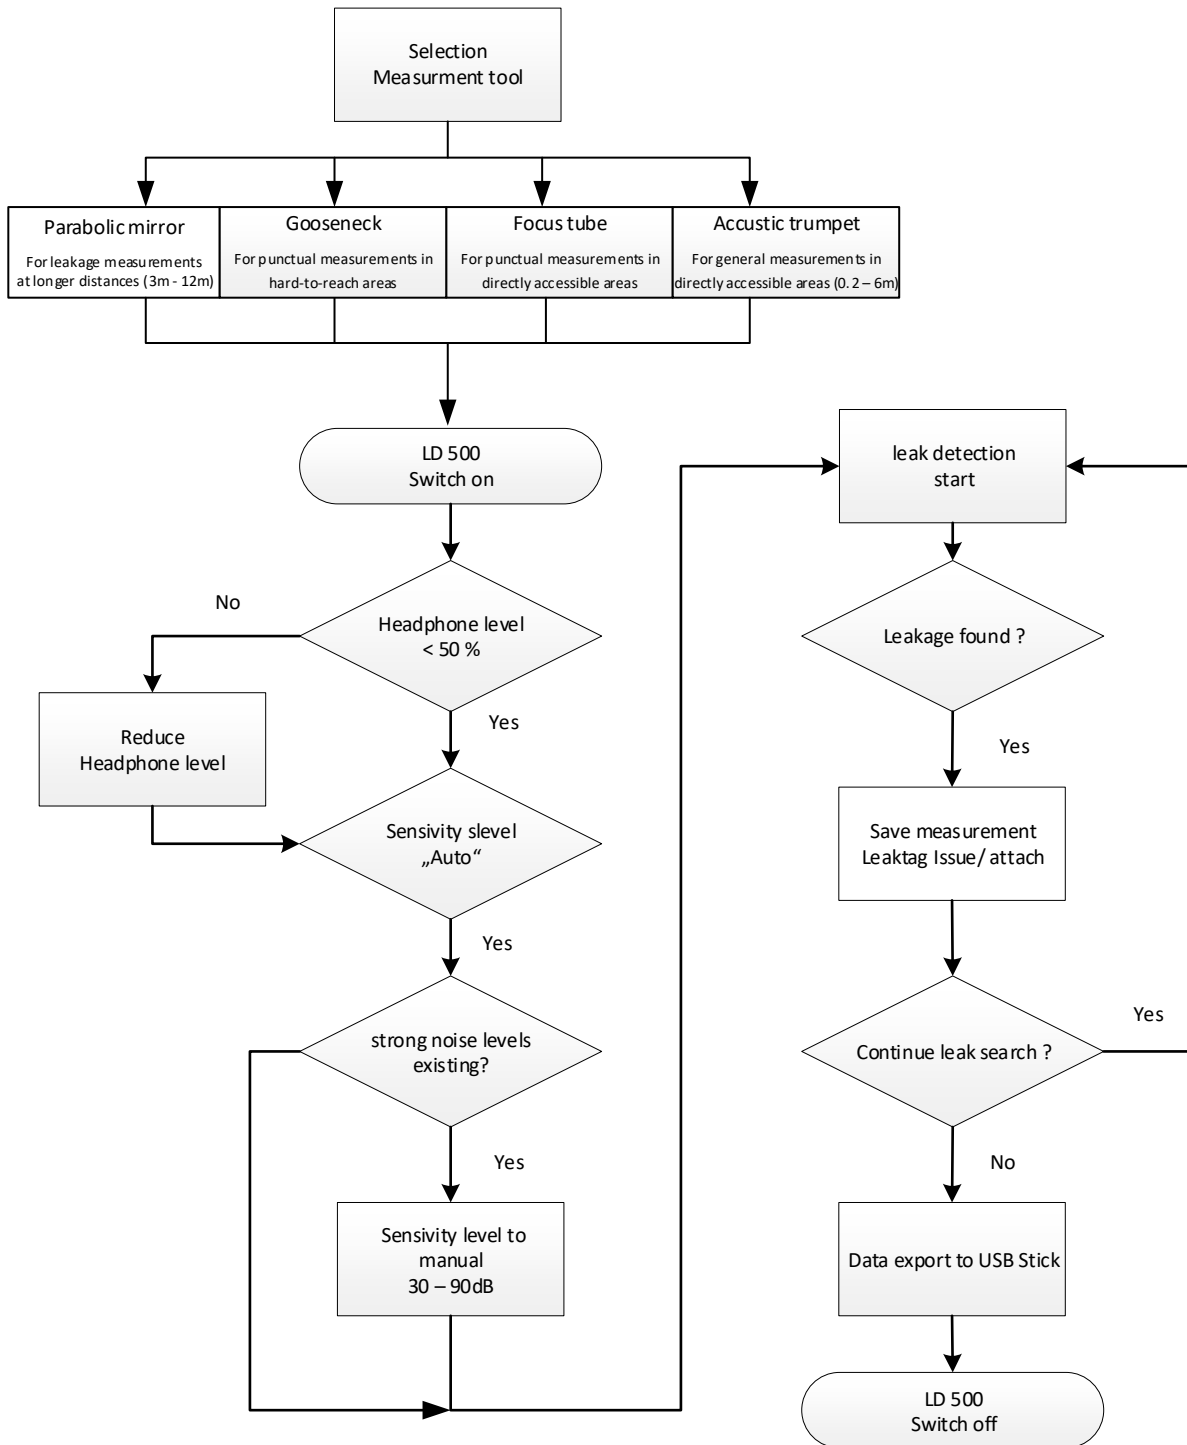 Selection
Measurment tool
Parabolic mirror
For leakage measurements
at longer distances (3m - 12m)
Gooseneck
For punctual measurements in
hard-to-reach areas
Focus tube
For punctual measurements in
directly accessible areas
Accustic trumpet
For general measurements in
directly accessible areas (0.2 – 6m)
LD 500
Switch on
Headphone level
< 50 %
No
Reduce
Headphone level
Yes
Sensivity slevel
„Auto“
Yes
strong noise levels
existing?
Yes
Sensivity level to
manual
30 – 90dB
leak detection
start
Leakage found ?
Yes
Save measurement
Leaktag Issue/ attach
Continue leak search ?
Yes
No
Data export to USB Stick
LD 500
Switch off